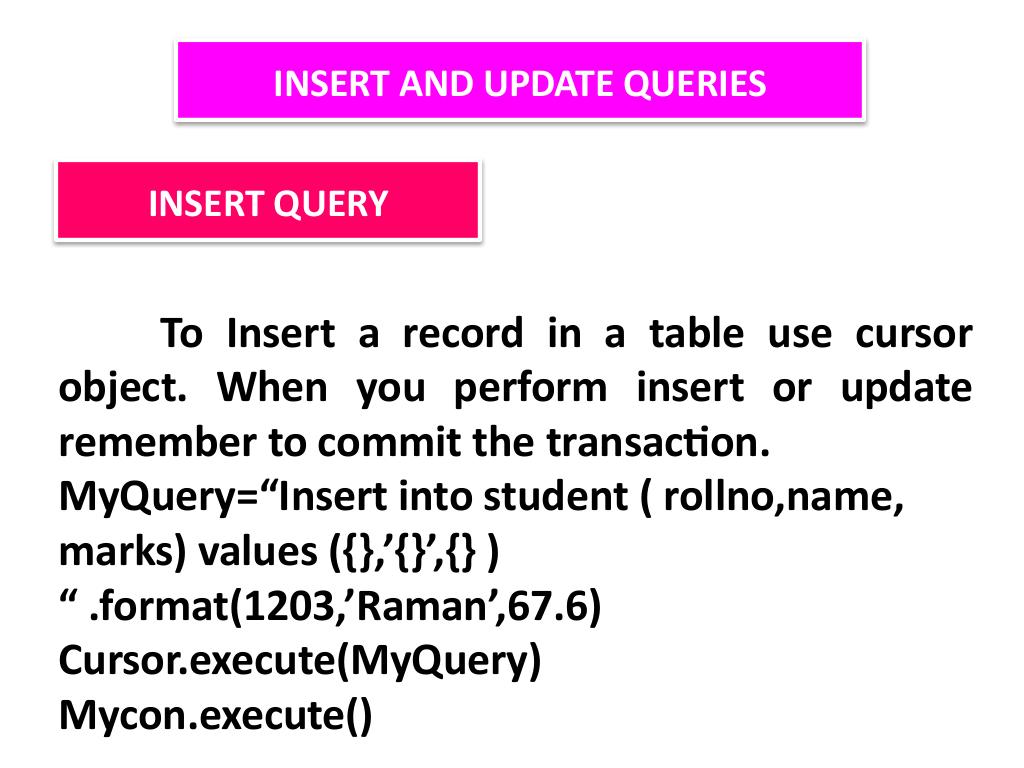 INSERT AND UPDATE QUERIES
INSERT QUERY
To Insert a record in a table use cursor
object. When you perform insert or update
remember to commit the transaction.
MyQuery=“Insert into student ( rollno,name,
marks) values ({},’{}’,{} )
“ .format(1203,’Raman’,67.6)
Cursor.execute(MyQuery)
Mycon.execute()